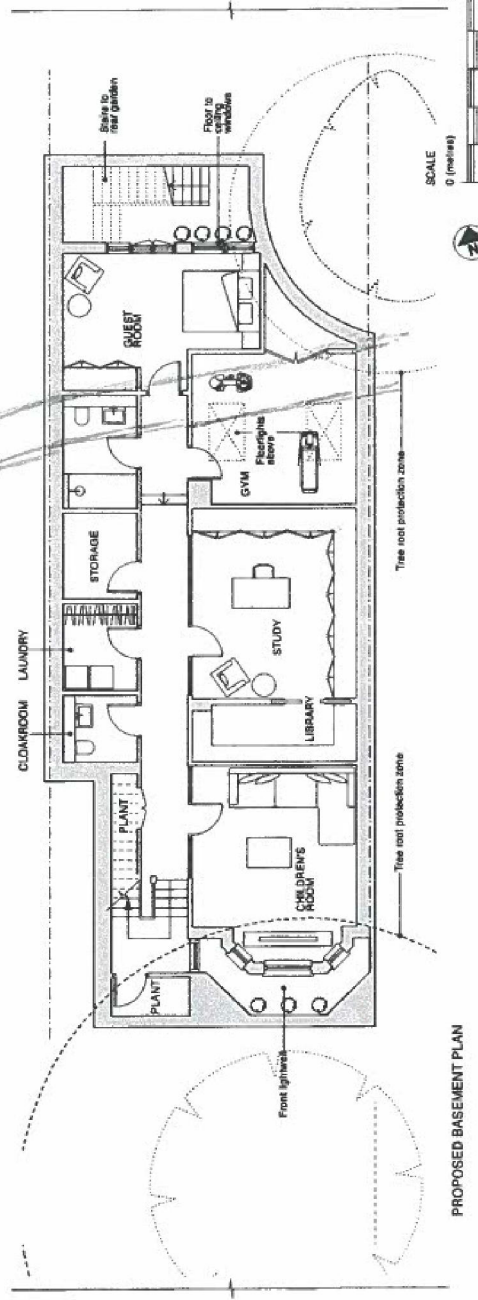 Stairs to
rear garden
Floor to
ceiling
windows
SCALE
0 (metres)
N
GUEST
ROOM
Floorlights
above
GYM
STORAGE
LAUNDRY
CLOAKROOM
STUDY
LIBRARY
PLANT
CHILDREN'S
ROOM
PLANT
Front lightwell
Tree root protection zone
Tree root protection zone
PROPOSED BASEMENT PLAN